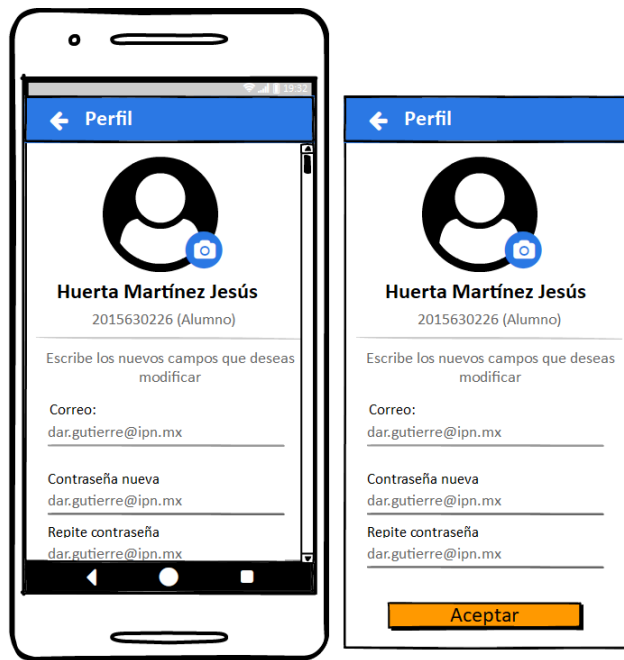 19:32
Perfil
Huerta Martínez Jesús
2015630226 (Alumno)
Escribe los nuevos campos que deseas
modificar
Correo:
dar.gutierre@ipn.mx
Contraseña nueva
dar.gutierre@ipn.mx
Repite contraseña
dar.gutierre@ipn.mx
Perfil
Huerta Martínez Jesús
2015630226 (Alumno)
Escribe los nuevos campos que deseas
modificar
Correo:
dar.gutierre@ipn.mx
Contraseña nueva
dar.gutierre@ipn.mx
Repite contraseña
dar.gutierre@ipn.mx
Aceptar